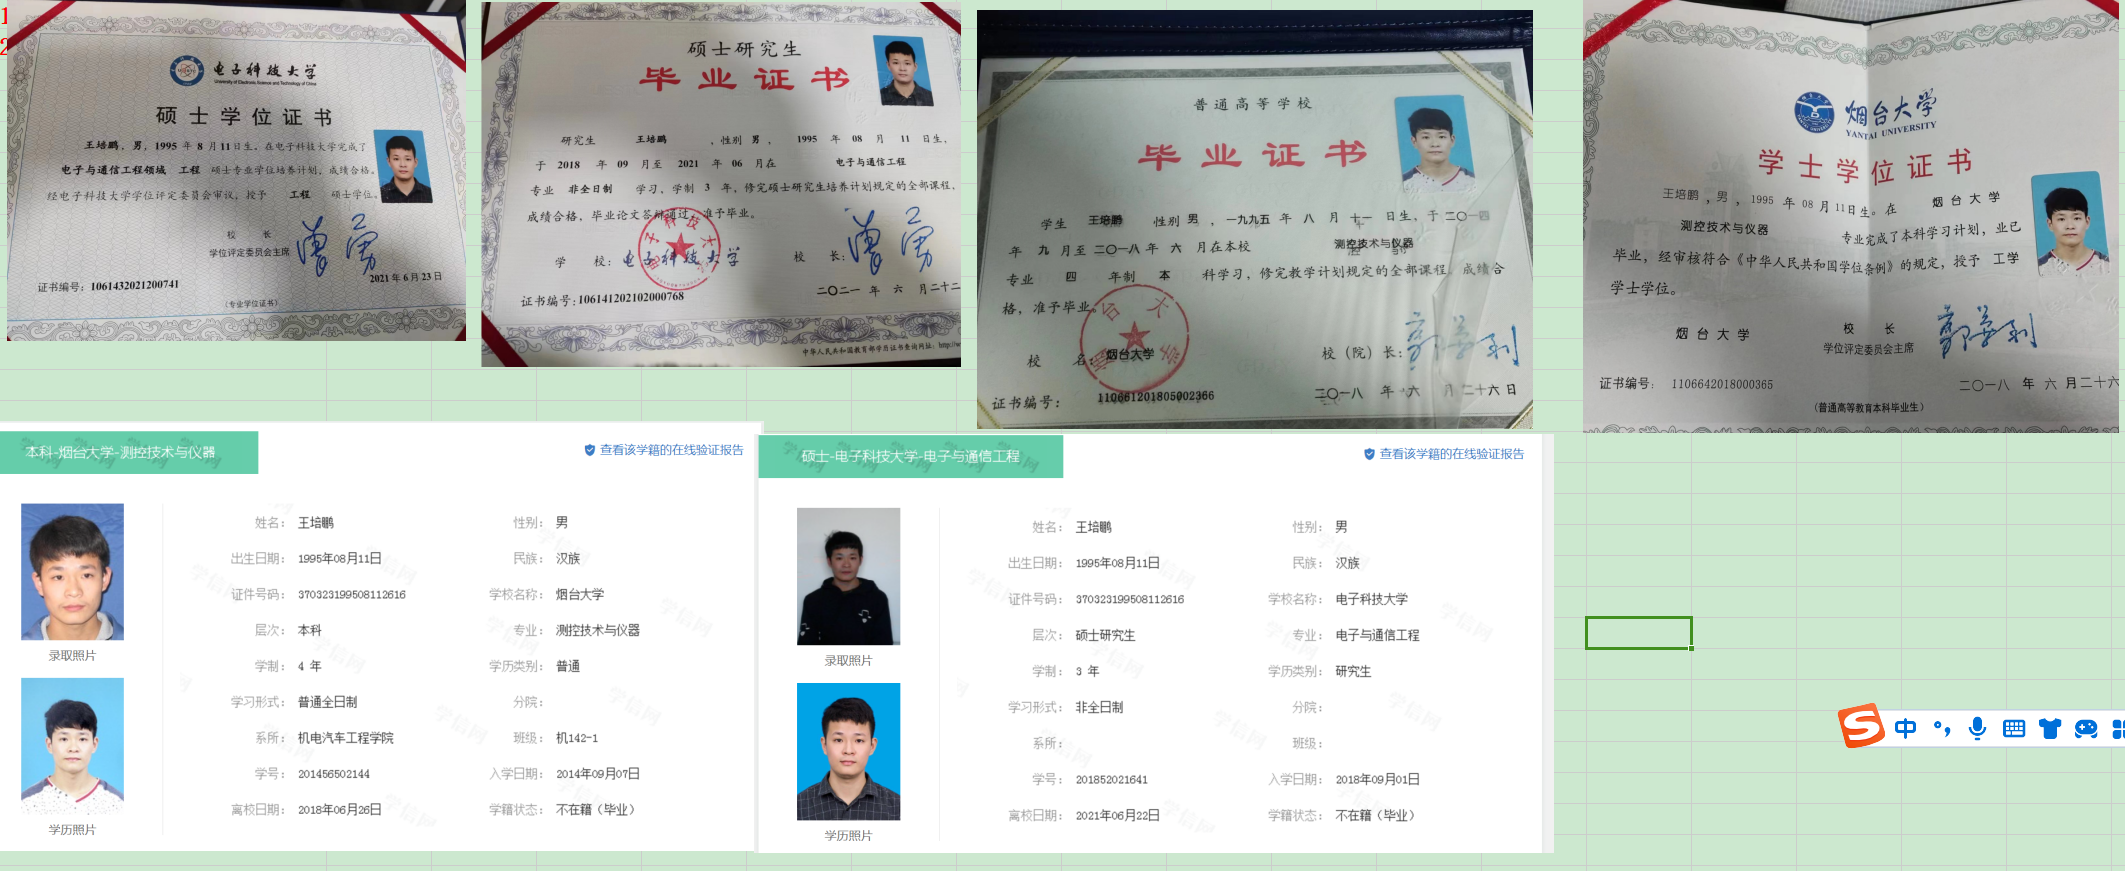 1
2
电子科技大学
University of Electronic Science and Technology of China
硕士学位证书
王培鹏，男，1995 年 8 月11日生。在电子科技大学完成了
电子与通信工程领域 工程 硕士专业学位培养计划，成绩合格。
经电子科技大学学位评定委员会审议，授予 工程 硕士学位。
校 长
学位评定委员会主席
2021 年 6 月 23 日
证书编号：1061432021200741
（专业学位证书）
硕士研究生
毕业证书
研究生 王培鹏 ，性别 男 ， 1995 年 08 月 11 日生，
于 2018 年 09 月至 2021 年 06 月在 电子与通信工程
专业 非全日制 学习，学制 3 年，修完硕士研究生培养计划规定的全部课程，
成绩合格，毕业论文答辩通过，准予毕业。
学 校：电子科技大学 校 长：
证书编号：106141202102000768
二〇二一 年 六 月二十二
中华人民共和国教育部学历证书查询网址：http://w
普通高等学校
毕业证书
学生 王培鹏 性别 男 ，一九九五 年 八 月 十一 日生，于 二〇一四
年 九 月至 二〇一八 年 六 月在本校 测控技术与仪器
专业 四 年制 本 科学习，修完教学计划规定的全部课程，成绩合
格，准予毕业。
校 名：烟台大学 校（院）长：
证书编号： 110661201805002366 二〇一八 年 六 月 二十六 日
烟台大学
YANTAI UNIVERSITY
学士学位证书
王培鹏 ，男 ，1995 年 08 月 11日生。在 烟台大学
测控技术与仪器 专业完成了本科学习计划，业已
毕业，经审核符合《中华人民共和国学位条例》的规定，授予 工学
学士学位。
烟台大学 校 长
学位评定委员会主席
证书编号： 1106642018000365 二〇一八 年 六 月二十六
（普通高等教育本科毕业生）
本科-烟台大学-测控技术与仪器
查看该学籍的在线验证报告
姓名： 王培鹏 性别： 男
出生日期： 1995年08月11日 民族： 汉族
证件号码： 370323199508112616 学校名称： 烟台大学
层次： 本科 专业： 测控技术与仪器
录取照片
学制： 4 年 学历类别： 普通
学习形式： 普通全日制 分院：
系所： 机电汽车工程学院 班级： 机142-1
学号： 201456502144 入学日期： 2014年09月07日
离校日期： 2018年06月26日 学籍状态： 不在籍（毕业）
学历照片
硕士-电子科技大学-电子与通信工程
查看该学籍的在线验证报告
姓名： 王培鹏 性别： 男
出生日期： 1995年08月11日 民族： 汉族
证件号码： 370323199508112616 学校名称： 电子科技大学
层次： 硕士研究生 专业： 电子与通信工程
录取照片
学制： 3 年 学历类别： 研究生
学习形式： 非全日制 分院：
系所： 班级：
学号： 201852021641 入学日期： 2018年09月01日
离校日期： 2021年06月22日 学籍状态： 不在籍（毕业）
学历照片
中